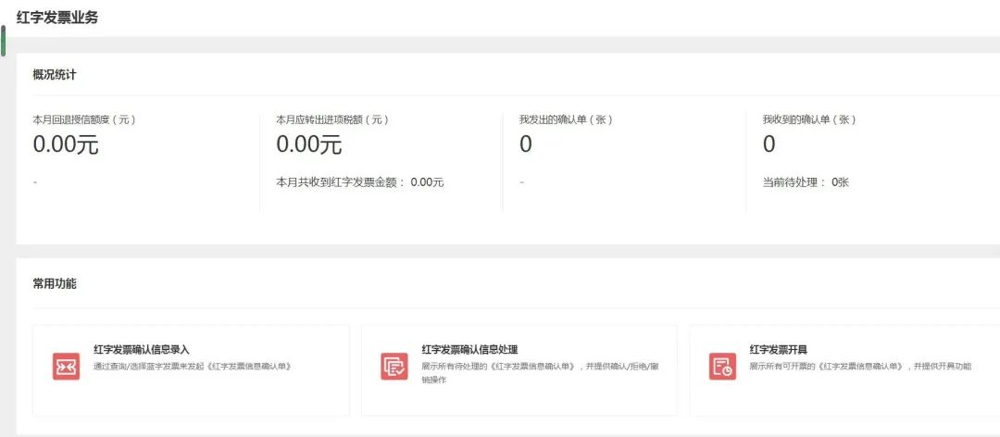 红字发票业务
概况统计
本月回退授信额度（元）
0.00元
-
本月应转出进项税额（元）
0.00元
本月共收到红字发票金额： 0.00元
我发出的确认单（张）
0
-
我收到的确认单（张）
0
当前待处理： 0张
常用功能
红字发票确认信息录入
通过查询/选择蓝字发票来发起《红字发票信息确认单》
红字发票确认信息处理
展示所有待处理的《红字发票信息确认单》，并提供确认/拒绝/撤
销操作
红字发票开具
展示所有可开票的《红字发票信息确认单》，并提供开具功能